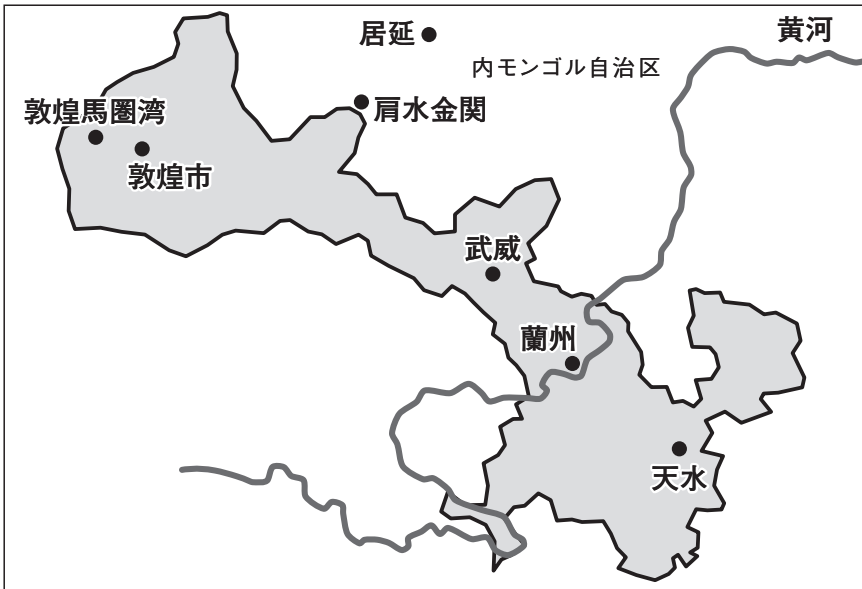 黄河
居延
内モンゴル自治区
敦煌馬圏湾
肩水金関
敦煌市
武威
蘭州
天水